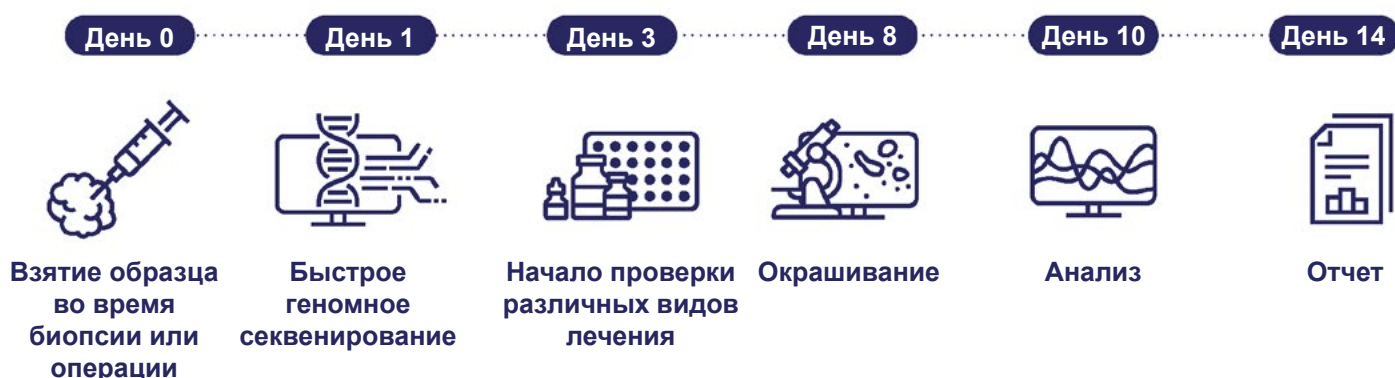 День 0
День 1
День 3
День 8
День 10
День 14
Взятие образца
во время
биопсии или
операции
Быстрое
геномное
секвенирование
Начало проверки
различных видов
лечения
Окрашивание
Анализ
Отчет